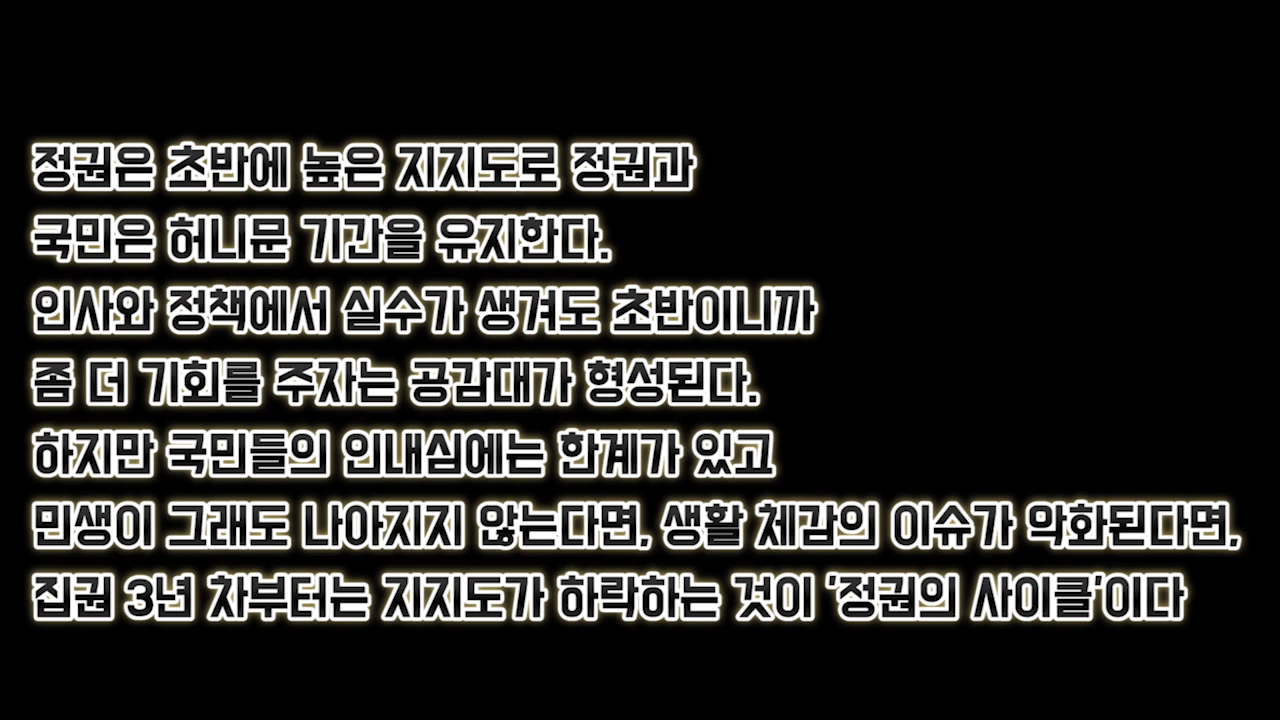 정권은 초반에 높은 지지도로 정권과
국민은 허니문 기간을 유지한다.
인사와 정책에서 실수가 생겨도 초반이니까
좀 더 기회를 주자는 공감대가 형성된다.
하지만 국민들의 인내심에는 한계가 있고
민생이 그래도 나아지지 않는다면, 생활 체감의 이슈가 악화된다면,
집권 3년 차부터는 지지도가 하락하는 것이 '정권의 사이클'이다